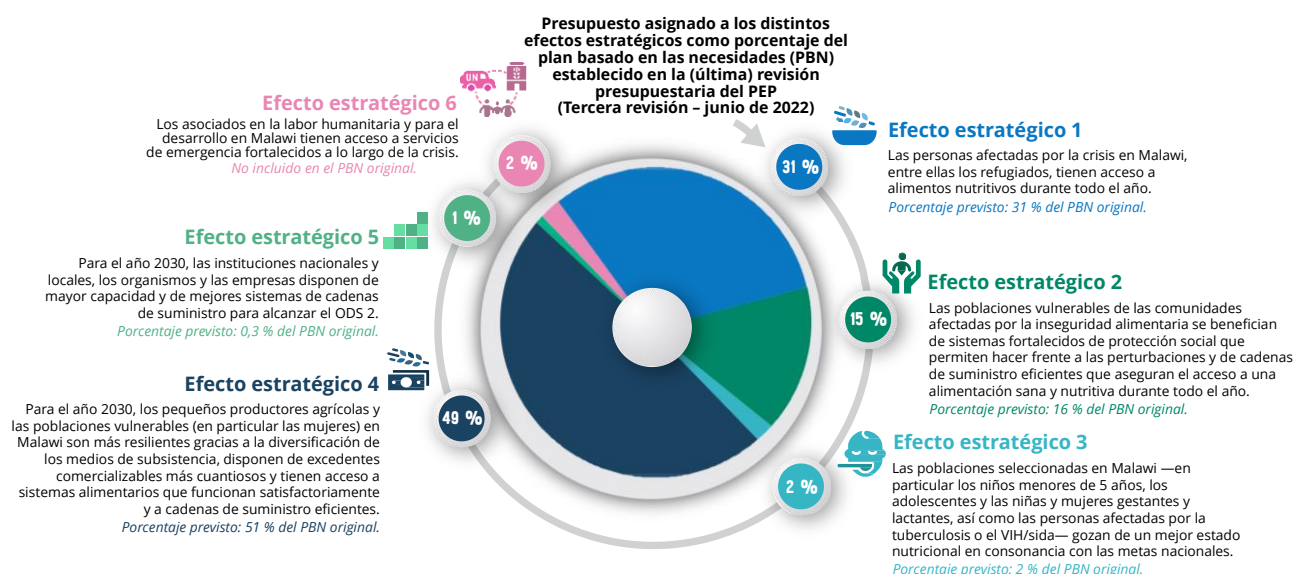 Presupuesto asignado a los distintos
efectos estratégicos como porcentaje del
plan basado en las necesidades (PBN)
establecido en la (última) revisión
presupuestaria del PEP
(Tercera revisión – junio de 2022)
31 %
Efecto estratégico 1
Las personas afectadas por la crisis en Malawi,
entre ellas los refugiados, tienen acceso a
alimentos nutritivos durante todo el año.
Porcentaje previsto: 31 % del PBN original.
15 %
Efecto estratégico 2
Las poblaciones vulnerables de las comunidades
afectadas por la inseguridad alimentaria se benefician
de sistemas fortalecidos de protección social que
permiten hacer frente a las perturbaciones y de cadenas
de suministro eficientes que aseguran el acceso a una
alimentación sana y nutritiva durante todo el año.
Porcentaje previsto: 16 % del PBN original.
2 %
Efecto estratégico 3
Las poblaciones seleccionadas en Malawi —en
particular los niños menores de 5 años, los
adolescentes y las niñas y mujeres gestantes y
lactantes, así como las personas afectadas por la
tuberculosis o el VIH/sida— gozan de un mejor estado
nutricional en consonancia con las metas nacionales.
Porcentaje previsto: 2 % del PBN original.
49 %
Efecto estratégico 4
Para el año 2030, los pequeños productores agrícolas y
las poblaciones vulnerables (en particular las mujeres) en
Malawi son más resilientes gracias a la diversificación de
los medios de subsistencia, disponen de excedentes
comercializables más cuantiosos y tienen acceso a
sistemas alimentarios que funcionan satisfactoriamente
y a cadenas de suministro eficientes.
Porcentaje previsto: 51 % del PBN original.
1 %
Efecto estratégico 5
Para el año 2030, las instituciones nacionales y
locales, los organismos y las empresas disponen de
mayor capacidad y de mejores sistemas de cadenas
de suministro para alcanzar el ODS 2.
Porcentaje previsto: 0,3 % del PBN original.
2 %
UN
Efecto estratégico 6
Los asociados en la labor humanitaria y para el
desarrollo en Malawi tienen acceso a servicios
de emergencia fortalecidos a lo largo de la crisis.
No incluido en el PBN original.